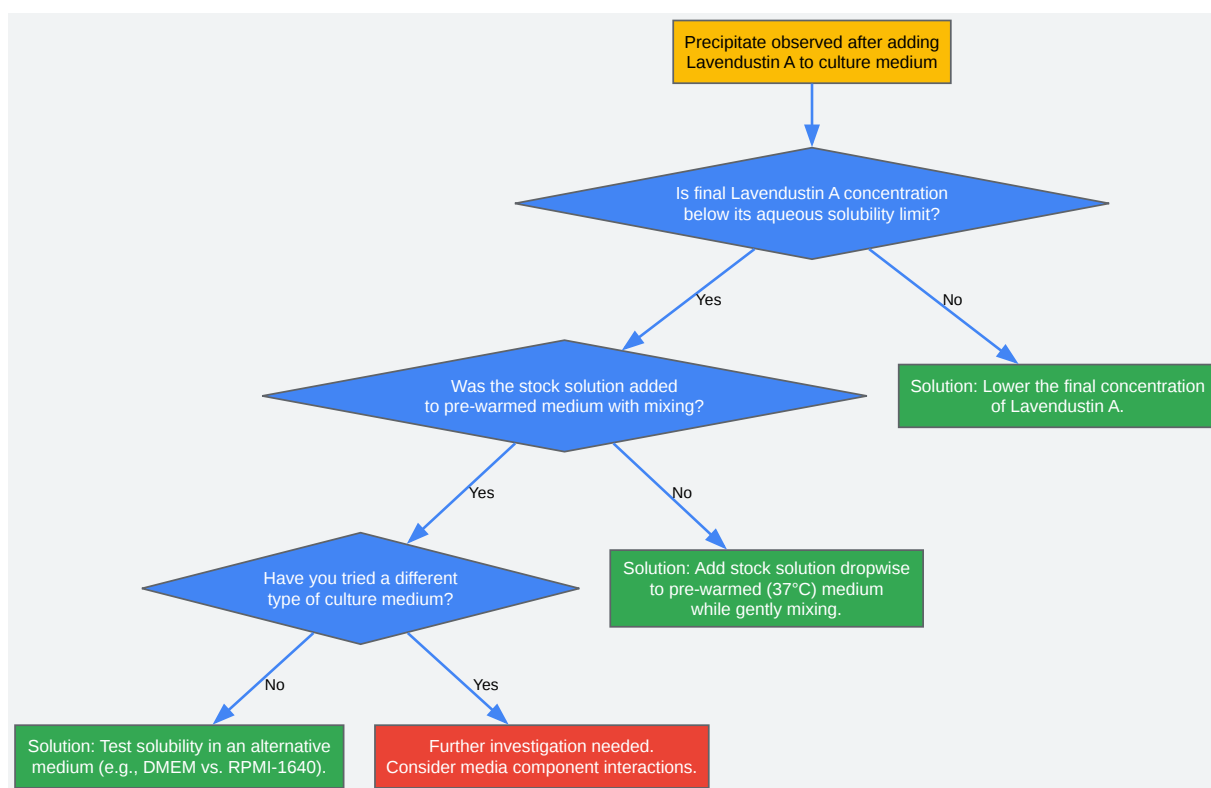 Precipitate observed after adding
Lavendustin A to culture medium
Is final Lavendustin A concentration
below its aqueous solubility limit?
Yes
No
Was the stock solution added
to pre-warmed medium with mixing?
Solution: Lower the final concentration
of Lavendustin A.
Yes
No
Have you tried a different
type of culture medium?
Solution: Add stock solution dropwise
to pre-warmed (37°C) medium
while gently mixing.
No
Yes
Solution: Test solubility in an alternative
medium (e.g., DMEM vs. RPMI-1640).
Further investigation needed.
Consider media component interactions.